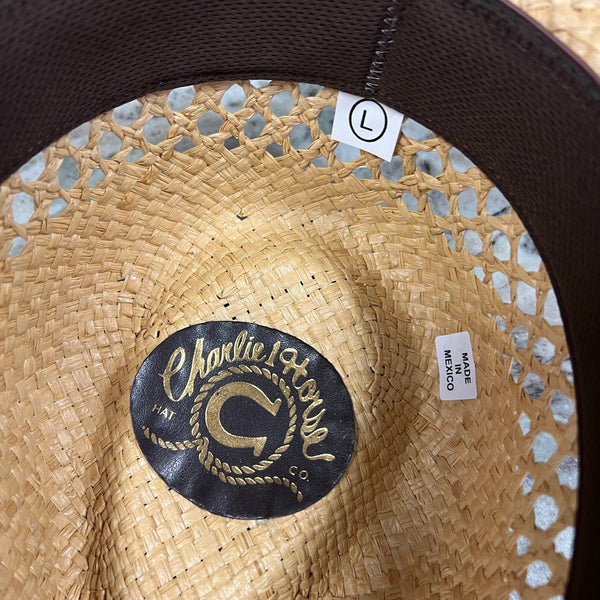 L
Charlie 1 Horse
HAT
CO.
MADE
IN
MEXICO